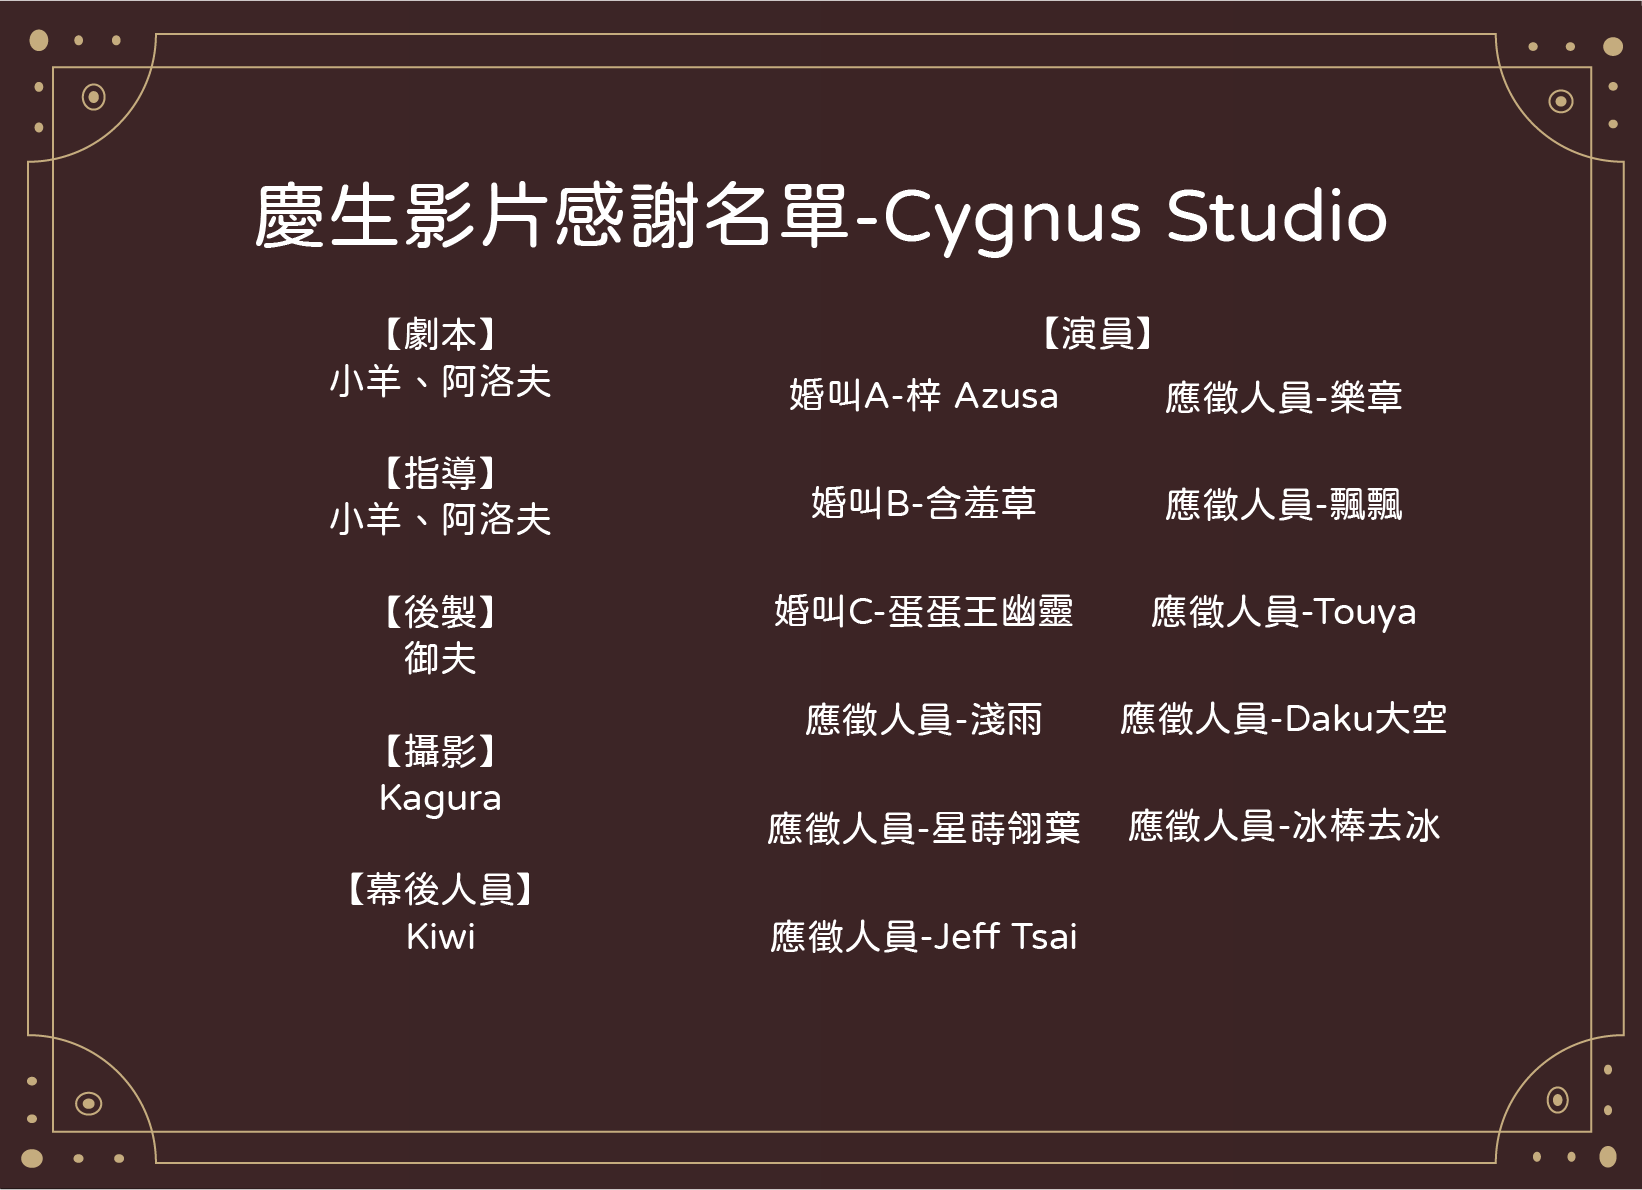 慶生影片感謝名單-Cygnus Studio
【劇本】
小羊、阿洛夫
【指導】
小羊、阿洛夫
【後製】
御夫
【攝影】
Kagura
【幕後人員】
Kiwi
【演員】
婚叫A-梓 Azusa
婚叫B-含羞草
婚叫C-蛋蛋王幽靈
應徵人員-淺雨
應徵人員-星蒔翎葉
應徵人員-Jeff Tsai
應徵人員-樂章
應徵人員-飄飄
應徵人員-Touya
應徵人員-Daku大空
應徵人員-冰棒去冰